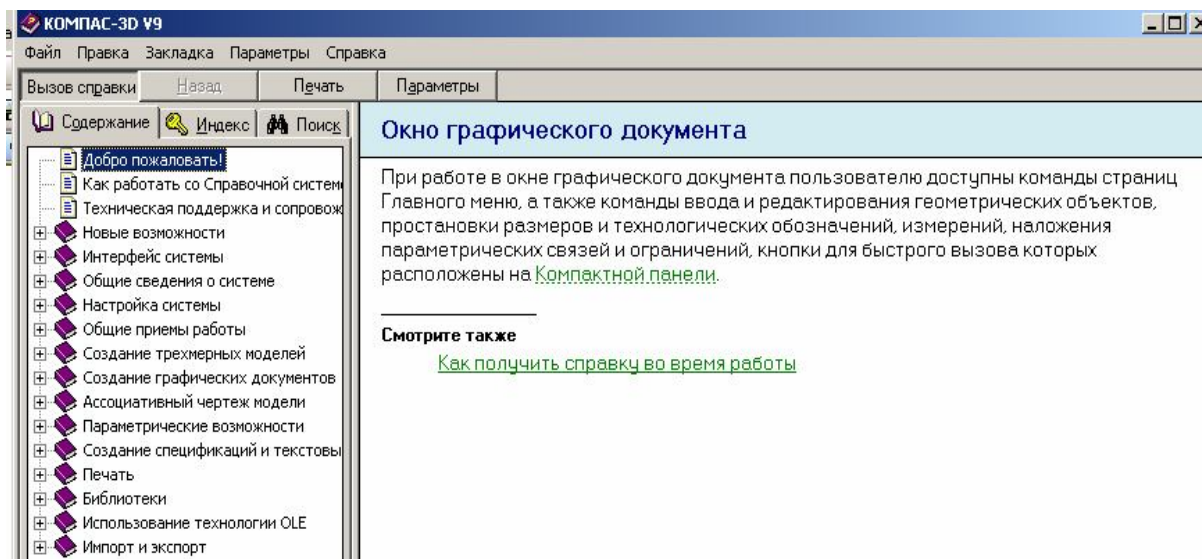 КОМПАС-3D V9
Файл Правка Закладка Параметры Справка
Вызов справки Назад Печать Параметры
Содержание Индекс Поиск
Добро пожаловать!
Как работать со Справочной
Техническая поддержка и
Новые возможности
Интерфейс системы
Общие сведения о системе
Настройка системы
Общие приемы работы
Создание трехмерных моделей
Создание графических документов
Ассоциативный чертеж модели
Параметрические возможности
Создание спецификаций и текстовы
Печать
Библиотеки
Использование технологии OLE
Импорт и экспорт
Окно графического документа
При работе в окне графического документа пользователю доступны команды страниц
Главного меню, а также команды ввода и редактирования геометрических объектов,
простановки размеров и технологических обозначений, измерений, наложения
параметрических связей и ограничений, кнопки для быстрого вызова которых
расположены на Компактной панели.
Смотрите также
Как получить справку во время работы